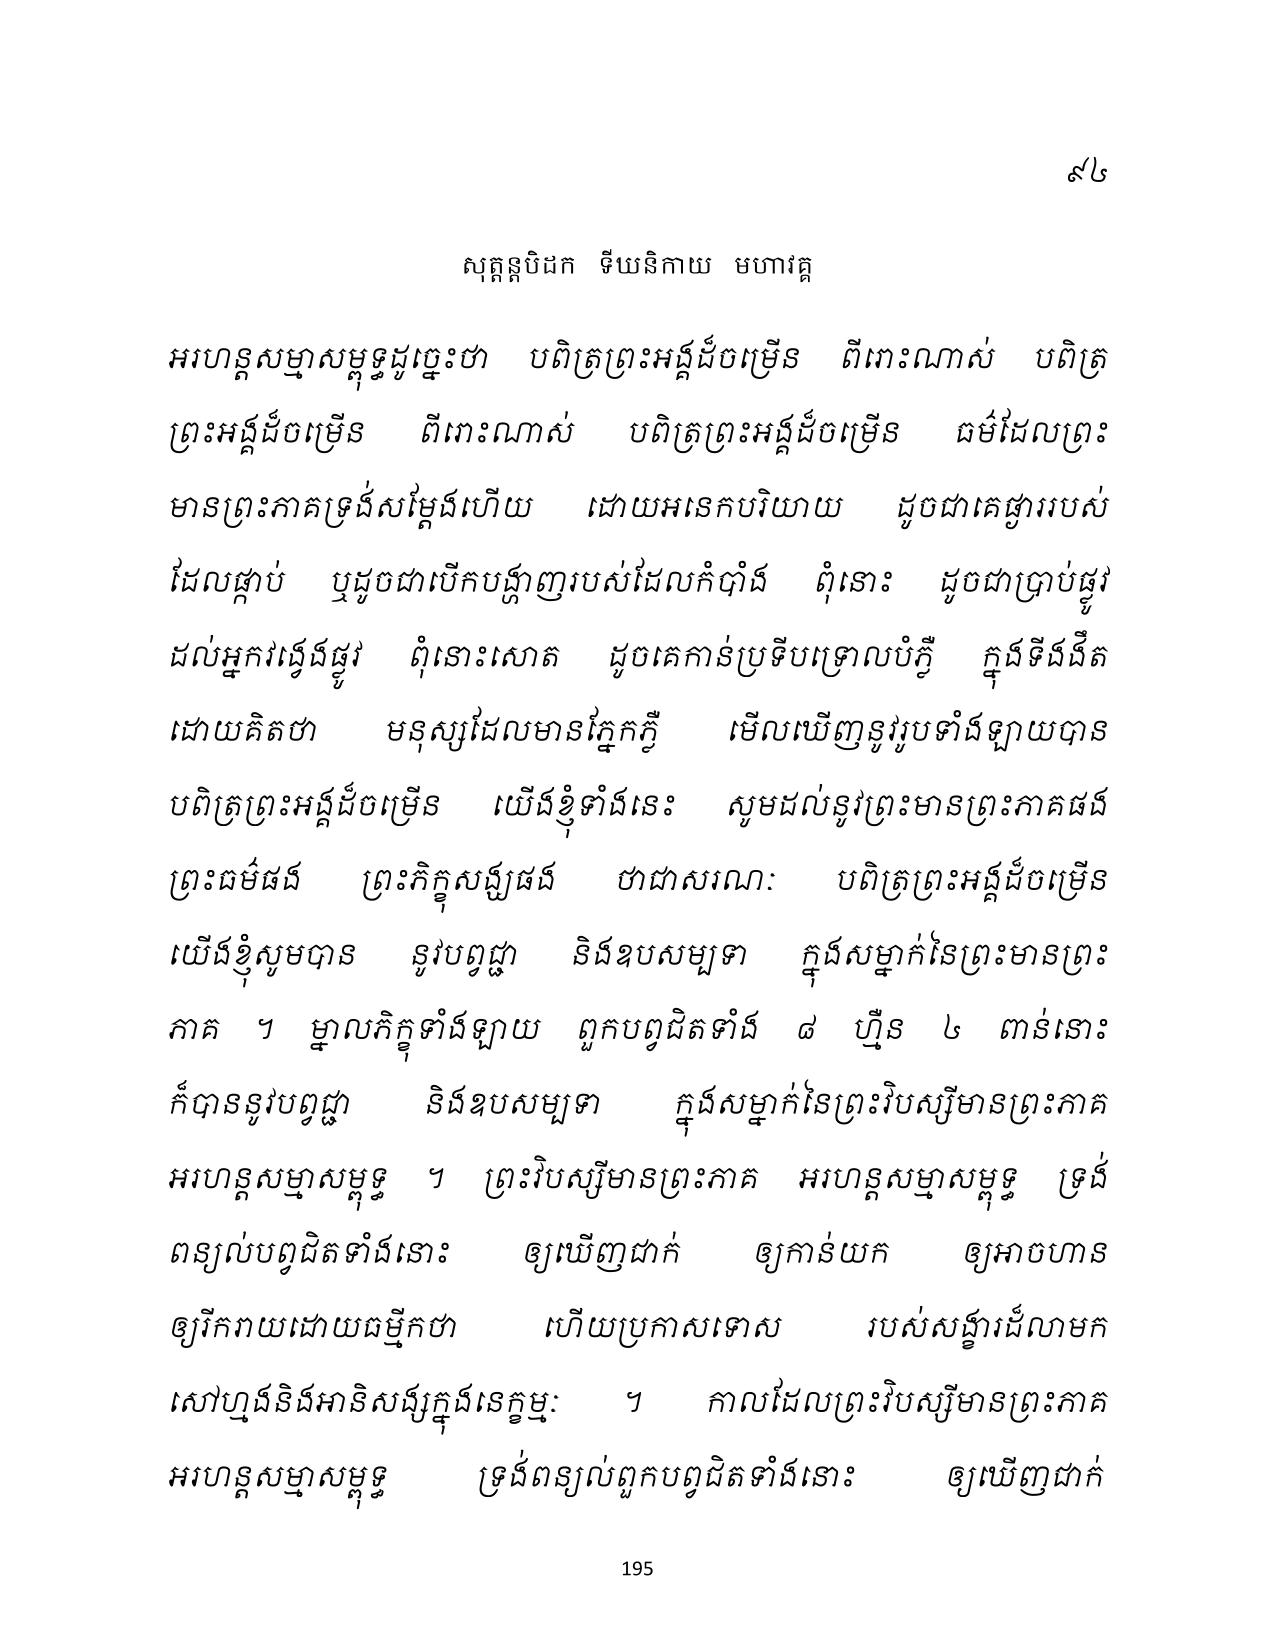 ៩៤
សុត្តន្តបិដក ទីឃនិកាយ មហាវគ្គ
អរហន្តសម្មាសម្ពុទ្ធដូច្នេះថា បពិត្រព្រះអង្គដ៏ចម្រើន ពីរោះណាស់ បពិត្រ
ព្រះអង្គដ៏ចម្រើន ពីរោះណាស់ បពិត្រព្រះអង្គដ៏ចម្រើន ធម៌ដែលព្រះ
មានព្រះភាគទ្រង់សម្តែងហើយ ដោយអនេកបរិយាយ ដូចជាគេផ្ងាររបស់
ដែលផ្កាប់ ឬដូចជាបើកបង្ហាញរបស់ដែលកំបាំង ពុំនោះ ដូចជាប្រាប់ផ្លូវ
ដល់អ្នកវង្វេងផ្លូវ ពុំនោះសោត ដូចគេកាន់ប្រទីបទ្រោលបំភ្លឺ ក្នុងទីងងឹត
ដោយគិតថា មនុស្សដែលមានភ្នែកភ្លឺ មើលឃើញនូវរូបទាំងឡាយបាន
បពិត្រព្រះអង្គដ៏ចម្រើន យើងខ្ញុំទាំងនេះ សូមដល់នូវព្រះមានព្រះភាគផង
ព្រះធម៌ផង ព្រះភិក្ខុសង្ឃផង ថាជាសរណៈ បពិត្រព្រះអង្គដ៏ចម្រើន
យើងខ្ញុំសូមបាន នូវបព្វជ្ជា និងឧបសម្បទា ក្នុងសម្នាក់នៃព្រះមានព្រះ
ភាគ ។ ម្នាលភិក្ខុទាំងឡាយ ពួកបព្វជិតទាំង ៨ ហ្មឺន ៤ ពាន់នោះ
ក៏បាននូវបព្វជ្ជា និងឧបសម្បទា ក្នុងសម្នាក់នៃព្រះវិបស្សីមានព្រះភាគ
អរហន្តសម្មាសម្ពុទ្ធ ។ ព្រះវិបស្សីមានព្រះភាគ អរហន្តសម្មាសម្ពុទ្ធ ទ្រង់
ពន្យល់បព្វជិតទាំងនោះ ឲ្យឃើញជាក់ ឲ្យកាន់យក ឲ្យអាចហាន
ឲ្យរីករាយដោយធម្មីកថា ហើយប្រកាសទោស របស់សង្ខារដ៏លាមក
សៅហ្មងនិងអានិសង្សក្នុងនេក្ខម្មៈ ។ កាលដែលព្រះវិបស្សីមានព្រះភាគ
អរហន្តសម្មាសម្ពុទ្ធ ទ្រង់ពន្យល់ពួកបព្វជិតទាំងនោះ ឲ្យឃើញជាក់
195